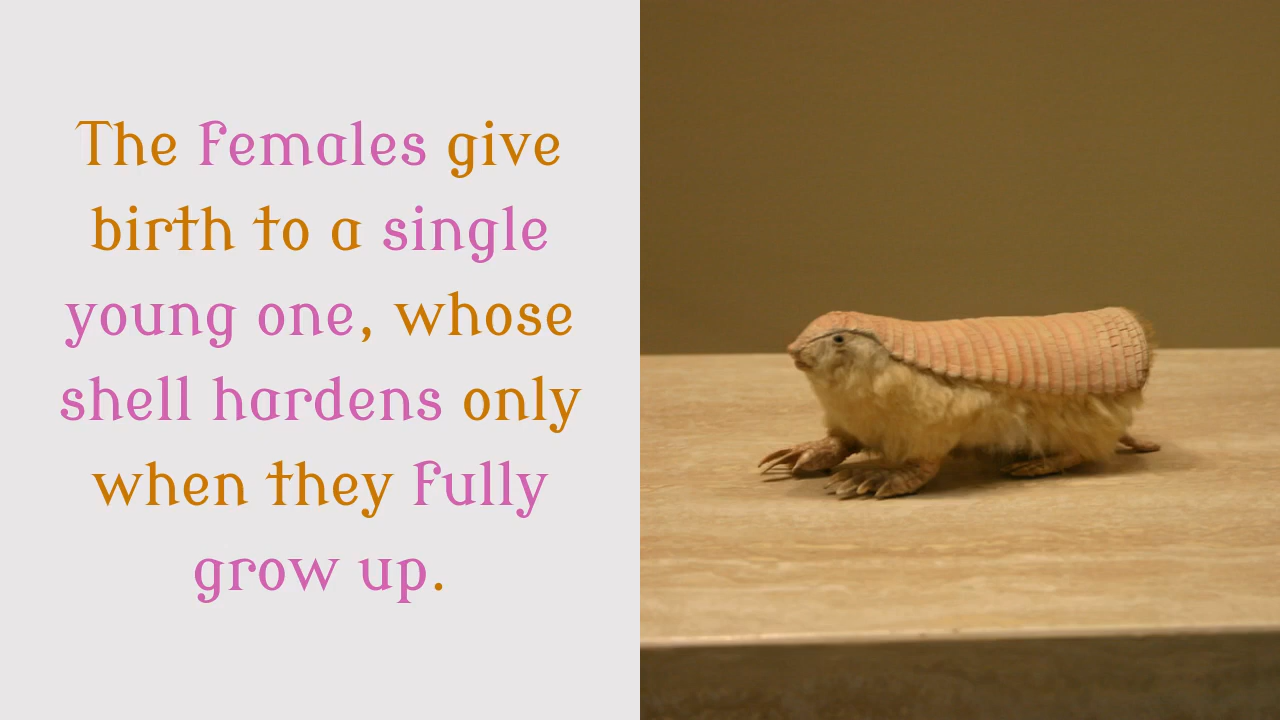 The females give
birth to a single
young one, whose
shell hardens only
when they fully
grow up.